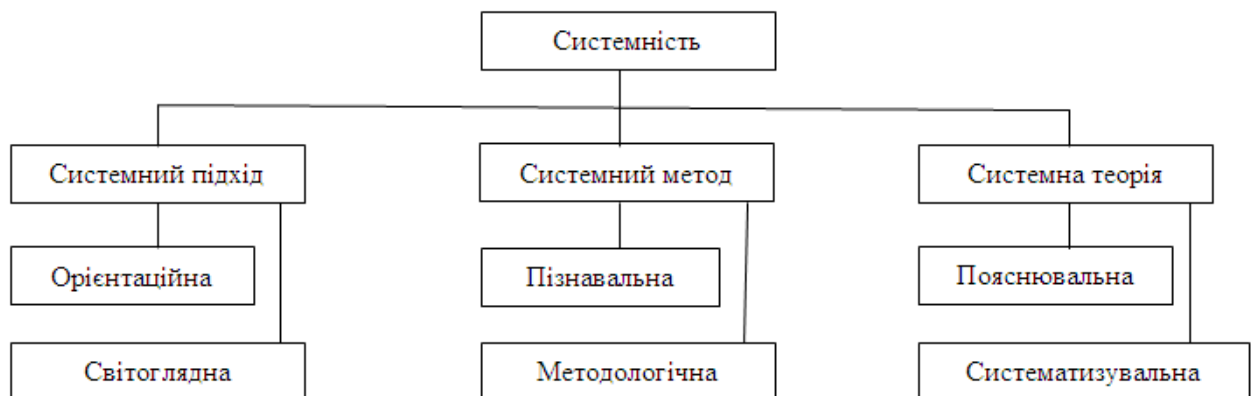 Системність
Системний підхід
Системний метод
Системна теорія
Орієнтаційна
Пізнавальна
Пояснювальна
Світоглядна
Методологічна
Систематизувальна